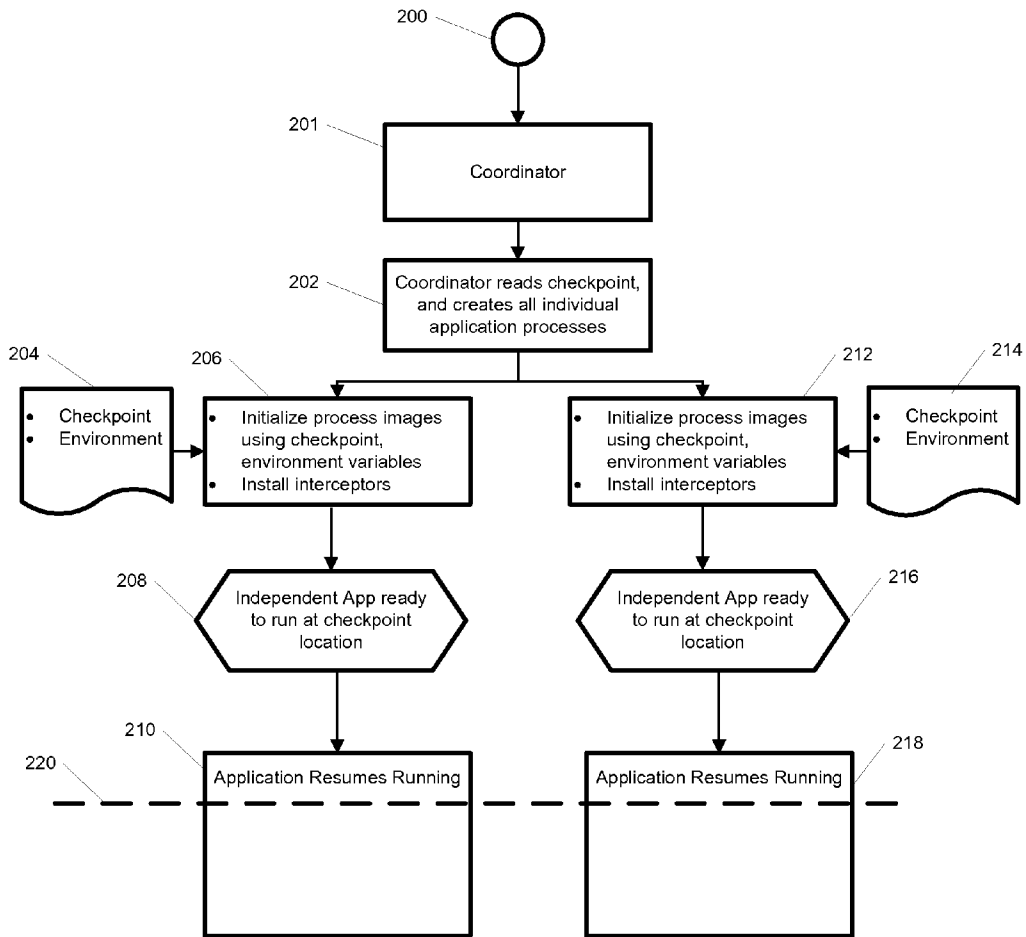 200
201
Coordinator
202
Coordinator reads checkpoint,
and creates all individual
application processes
204
206
212
214
• Checkpoint
• Environment
• Initialize process images
using checkpoint,
environment variables
• Install interceptors
• Initialize process images
using checkpoint,
environment variables
• Install interceptors
• Checkpoint
• Environment
208
Independent App ready
to run at checkpoint
location
Independent App ready
to run at checkpoint
location
216
210
Application Resumes Running
Application Resumes Running
218
220